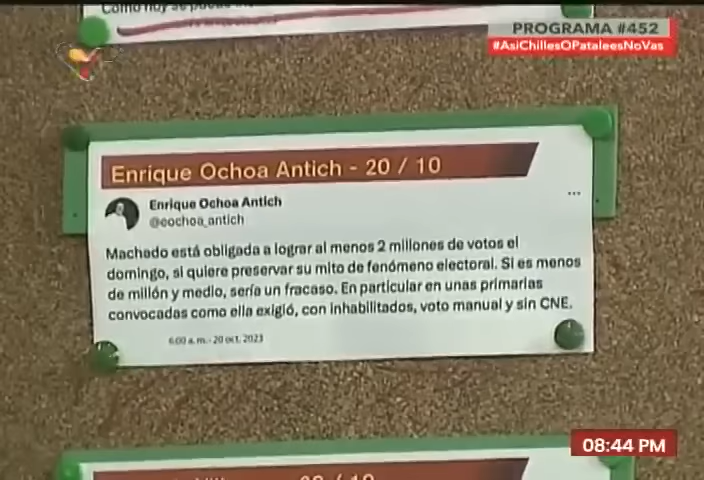 Como hoy se
PROGRAMA #452
#AsiChillesOPataleesNoVas
Enrique Ochoa Antich - 20 / 10
Enrique Ochoa Antich
@eochoa_antich
Machado está obligada a lograr al menos 2 millones de votos el
domingo, si quiere preservar su mito de fenómeno electoral. Si es menos
de millón y medio, sería un fracaso. En particular en unas primarias
convocadas como ella exigió, con inhabilitados, voto manual y sin CNE.
6:00 a. m. · 20 oct. 2023
08:44 PM